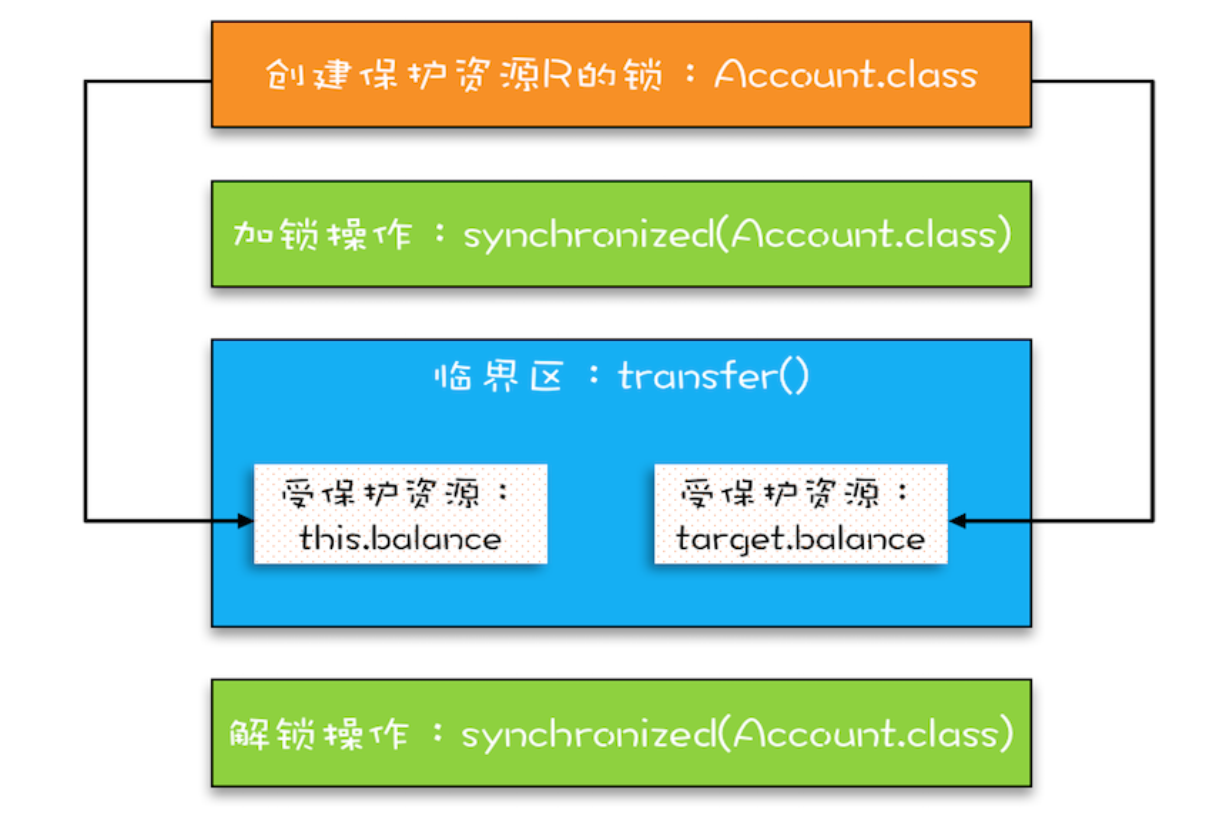 创建保护资源R的锁：Account.class
加锁操作：synchronized(Account.class)
临界区：transfer()
受保护资源：
this.balance
受保护资源：
target.balance
解锁操作：synchronized(Account.class)